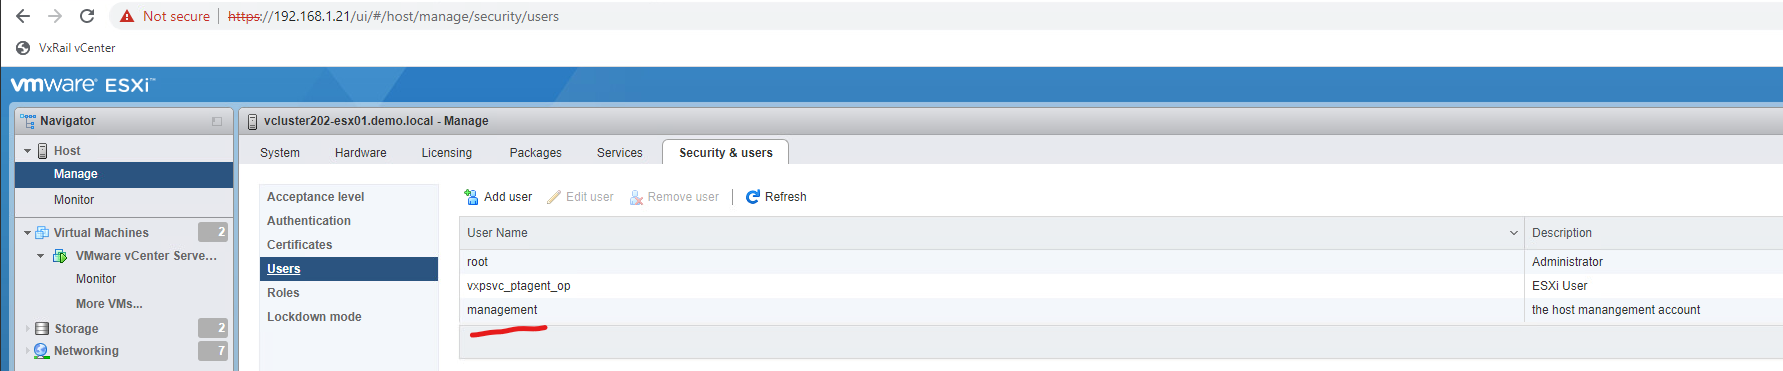 Not secure | https://192.168.1.21/ui/#/host/manage/security/users
VxRail vCenter
vmware ESXi™
Navigator
vcluster202-esx01.demo.local - Manage
Host
Manage
Monitor
Virtual Machines 2
VMware vCenter Serve...
Monitor
More VMs...
Storage 2
Networking 7
System Hardware Licensing Packages Services Security & users
Acceptance level
Authentication
Certificates
Users
Roles
Lockdown mode
Add user Edit user Remove user Refresh
User Name Description
root Administrator
vxpsvc_ptagent_op ESXi User
management the host manangement account